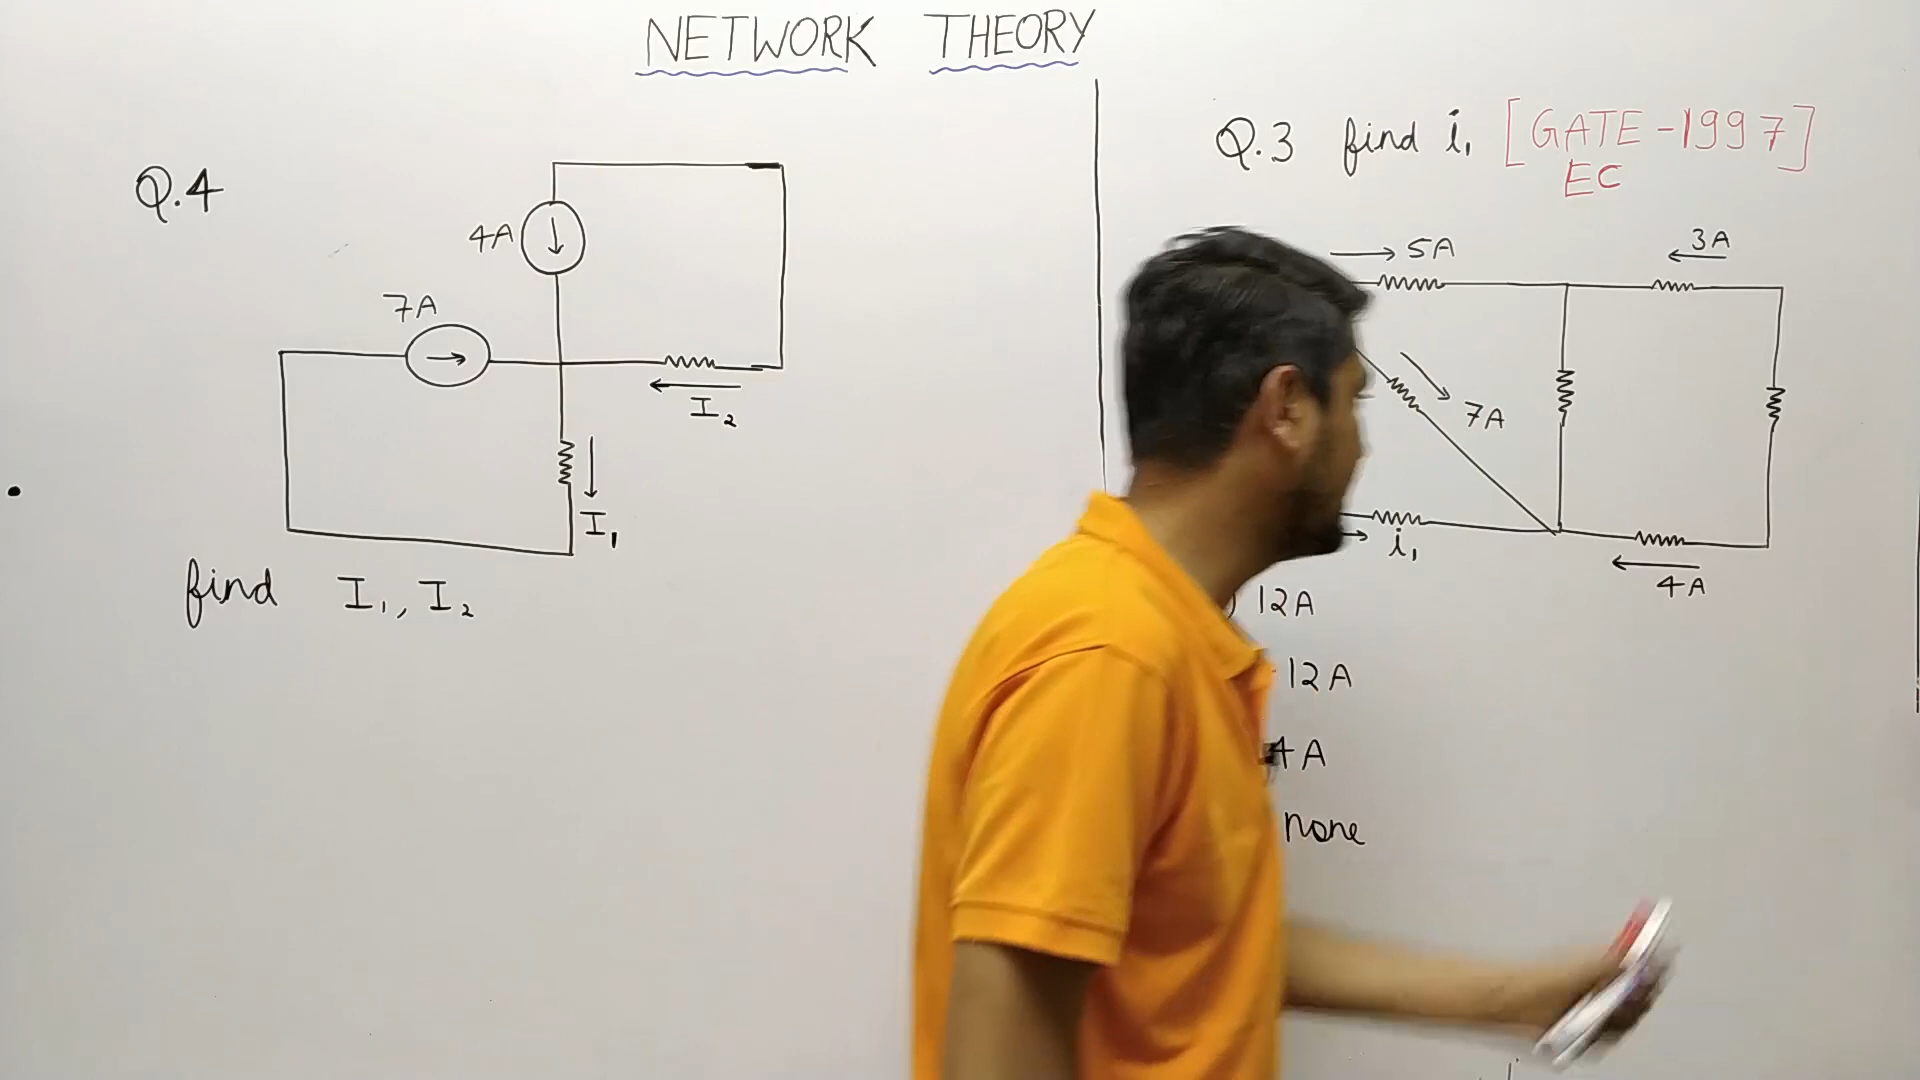 NETWORK THEORY
Q.4
4A
7A
I₂
I₁
find I₁, I₂
Q.3 find i₁ [GATE-1997]
EC
5A
3A
7A
i₁
4A
) 12A
- 12A
4A
none